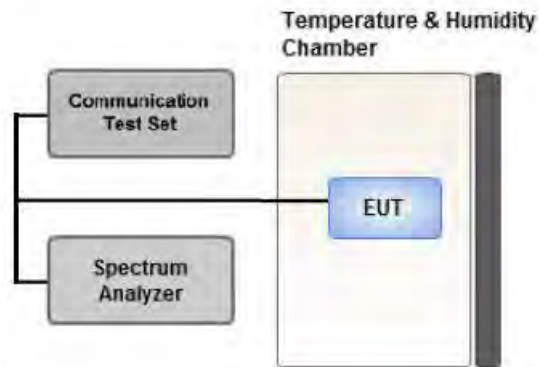 Temperature & Humidity
Chamber
Communication
Test Set
EUT
Spectrum
Analyzer